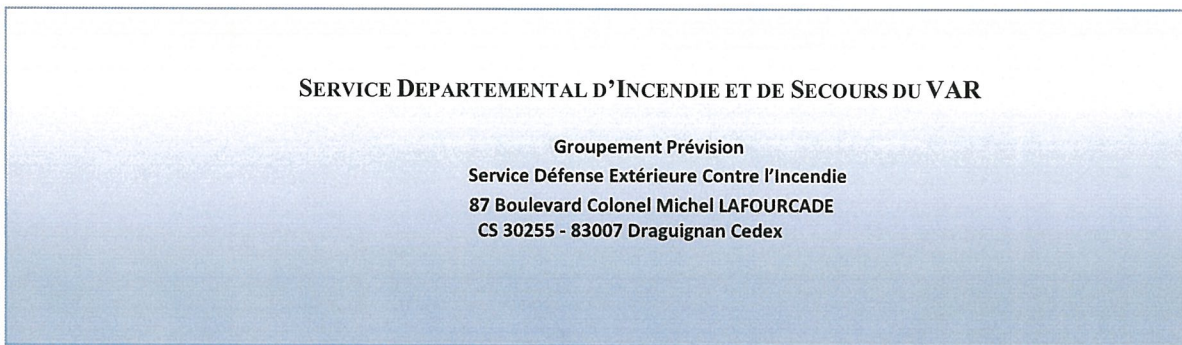 SERVICE DEPARTEMENTAL D'INCENDIE ET DE SECOURS DU VAR
Groupement Prévision
Service Défense Extérieure Contre l'Incendie
87 Boulevard Colonel Michel LAFOURCADE
CS 30255 - 83007 Draguignan Cedex